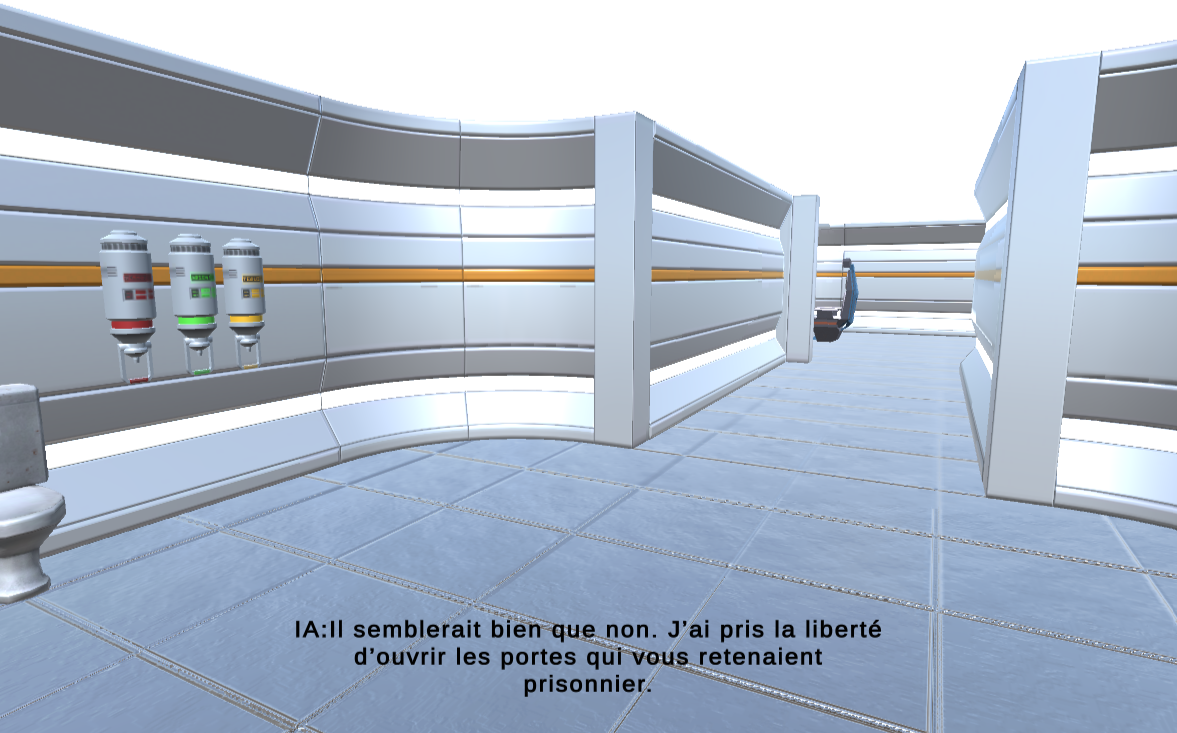 IA:Il semblerait bien que non. J'ai pris la liberté
d'ouvrir les portes qui vous retenaient
prisonnier.